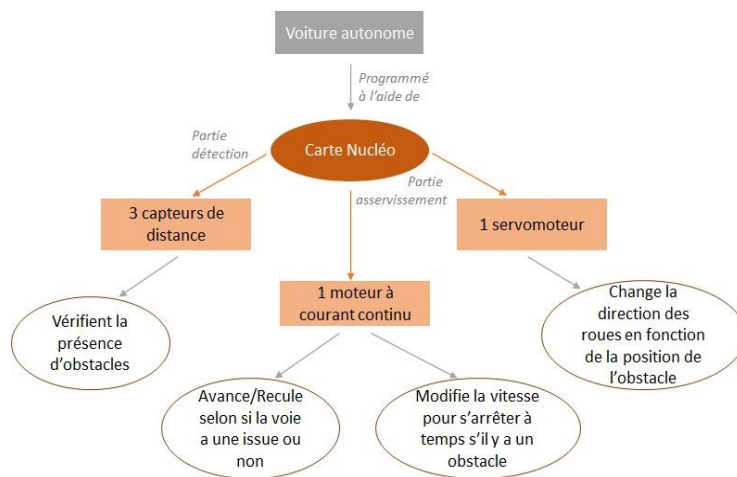 Voiture autonome
Programmé
à l'aide de
Partie
détection
Carte Nucléo
Partie
asservissement
3 capteurs de
distance
1 servomoteur
1 moteur à
courant continu
Vérifient la
présence
d'obstacles
Change la
direction des
roues en fonction
de la position de
l'obstacle
Avance/Recule
selon si la voie
a une issue ou
non
Modifie la vitesse
pour s'arrêter à
temps s'il y a un
obstacle